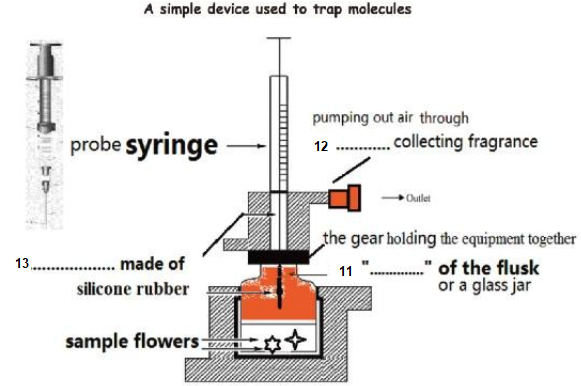 A simple device used to trap molecules
pumping out air through
12 .............. collecting fragrance
probe syringe
Outlet
the gear holding the equipment together
13..................... made of
silicone rubber
11 "..............." of the flusk
or a glass jar
sample flowers